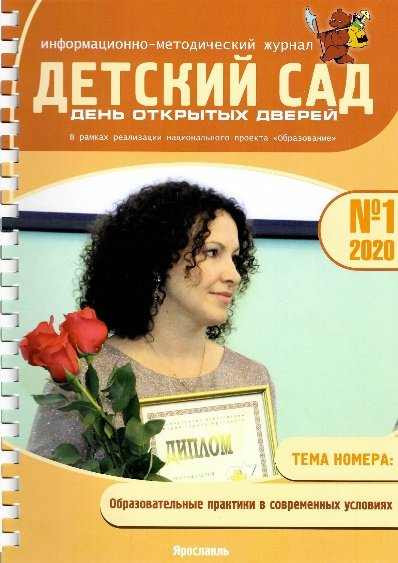 информационно-методический журнал
ДЕТСКИЙ САД
ДЕНЬ ОТКРЫТЫХ ДВЕРЕЙ
В рамках реализации национального проекта «Образование»
№1
2020
ДИПЛОМ
ТЕМА НОМЕРА:
Образовательные практики в современных условиях
Ярославль